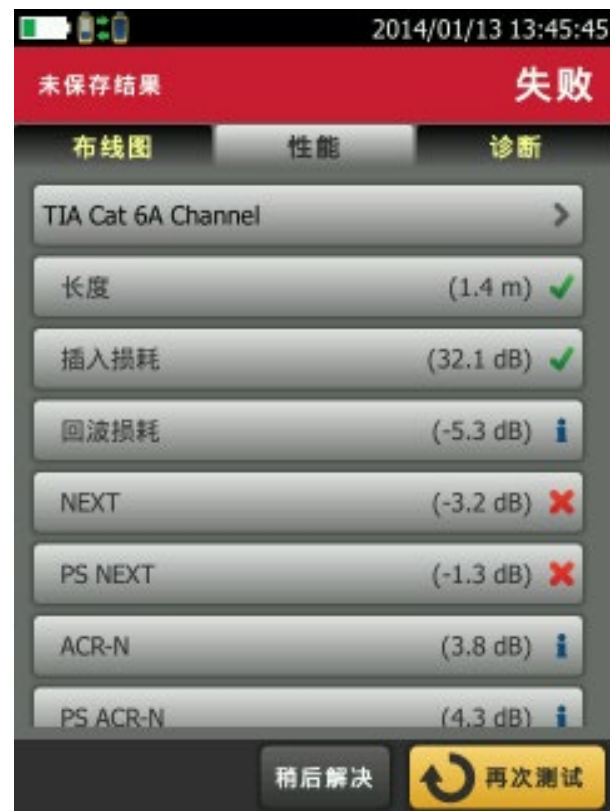 2014/01/13 13:45:45
未保存结果 失败
布线图 性能 诊断
TIA Cat 6A Channel
长度 (1.4 m)
插入损耗 (32.1 dB)
回波损耗 (-5.3 dB)
NEXT (-3.2 dB)
PS NEXT (-1.3 dB)
ACR-N (3.8 dB)
PS ACR-N (4.3 dB)
稍后解决 再次测试